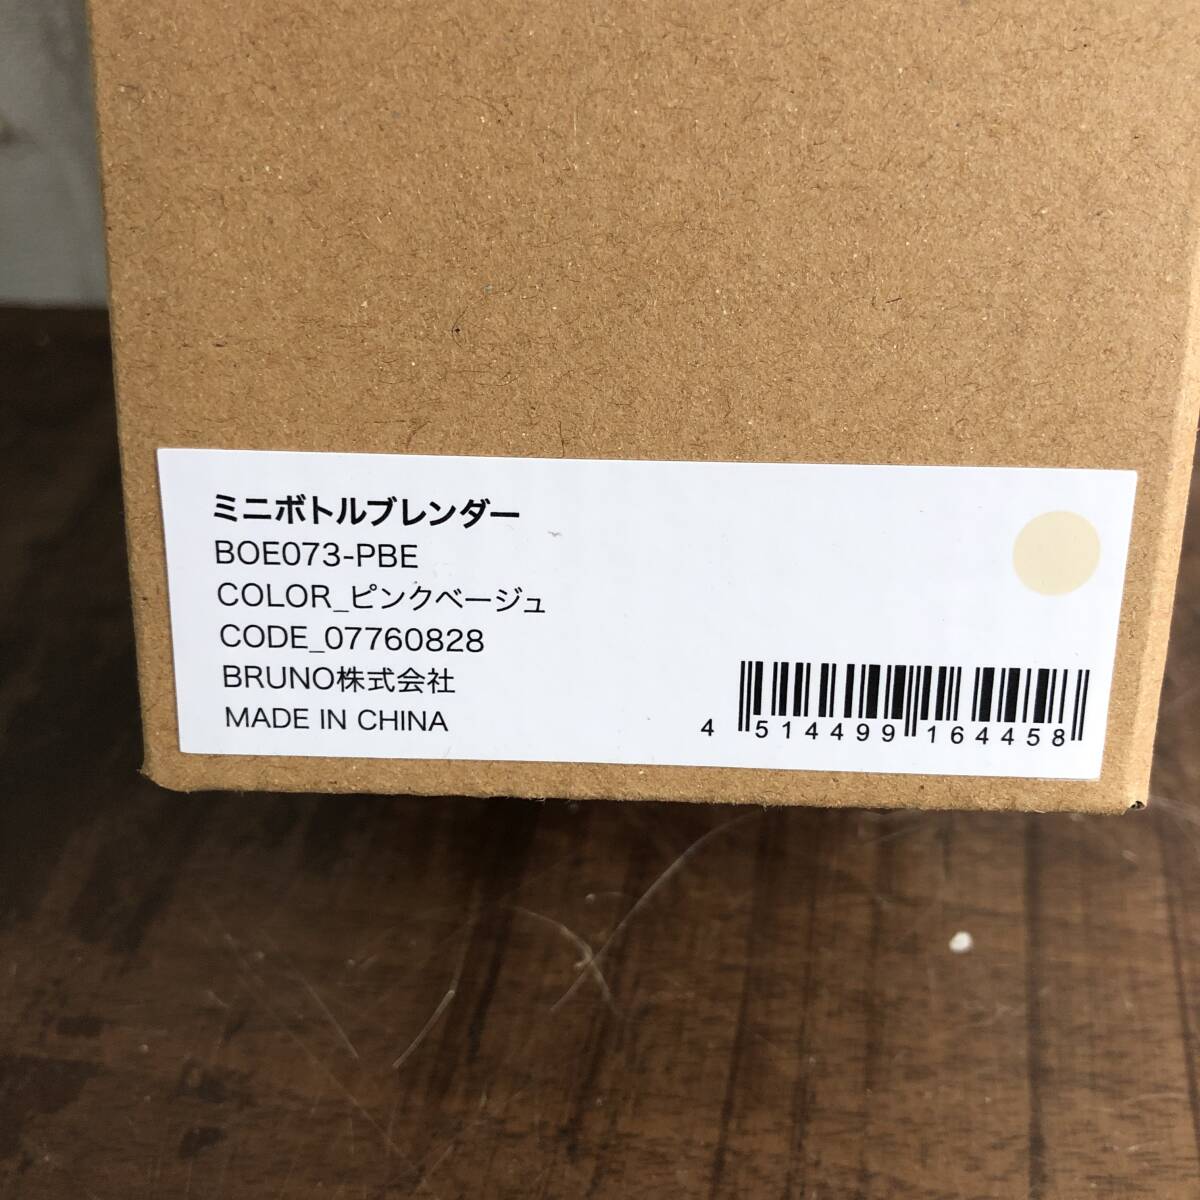 ミニボトルブレンダー
BOE073-PBE
COLOR_ピンクベージュ
CODE_07760828
BRUNO株式会社
MADE IN CHINA
4 514499 164458